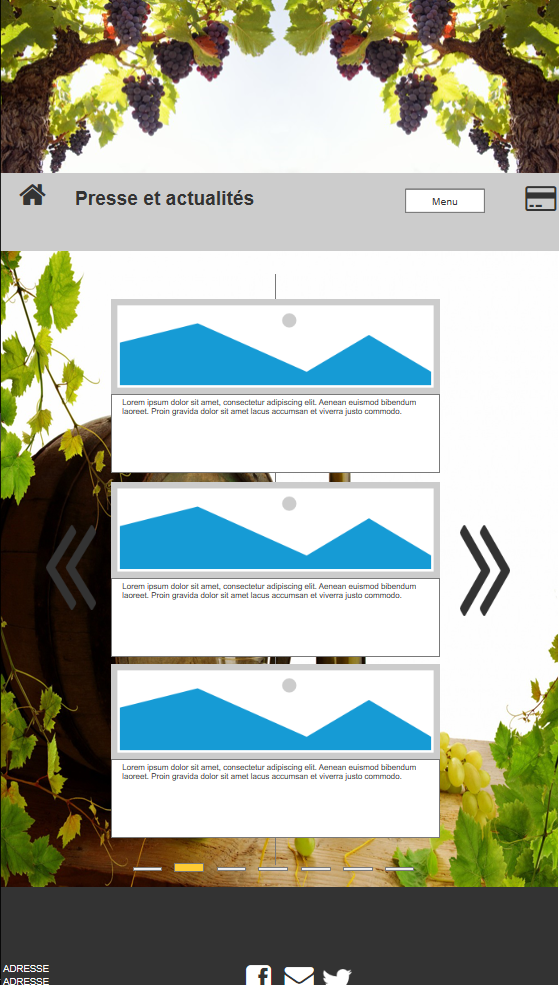 Presse et actualités
Menu
Lorem ipsum dolor sit amet, consectetur adipiscing elit. Aenean euismod bibendum
laoreet. Proin gravida dolor sit amet lacus accumsan et viverra justo commodo.
Lorem ipsum dolor sit amet, consectetur adipiscing elit. Aenean euismod bibendum
laoreet. Proin gravida dolor sit amet lacus accumsan et viverra justo commodo.
Lorem ipsum dolor sit amet, consectetur adipiscing elit. Aenean euismod bibendum
laoreet. Proin gravida dolor sit amet lacus accumsan et viverra justo commodo.
ADRESSE
ADRESSE